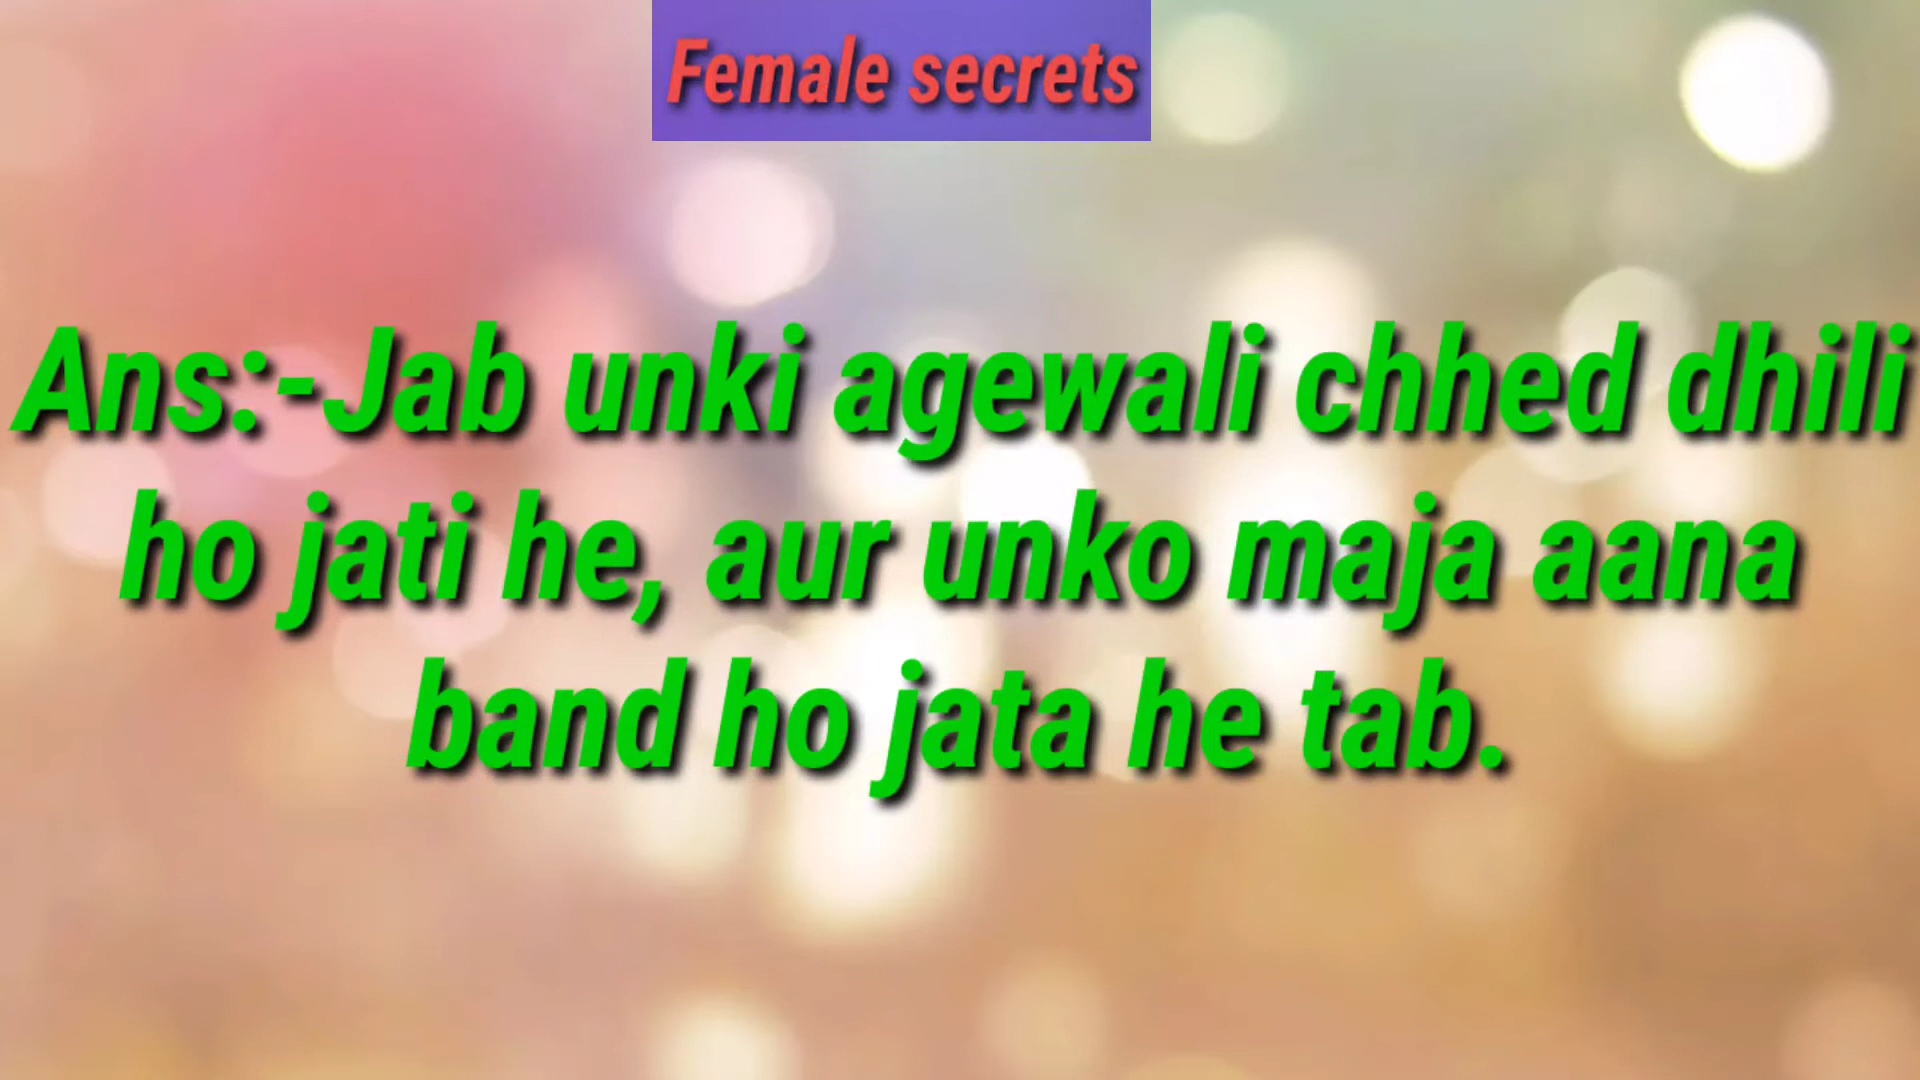 Female secrets
Ans:-Jab unki agewali chhed dhili
ho jati he, aur unko maja aana
band ho jata he tab.